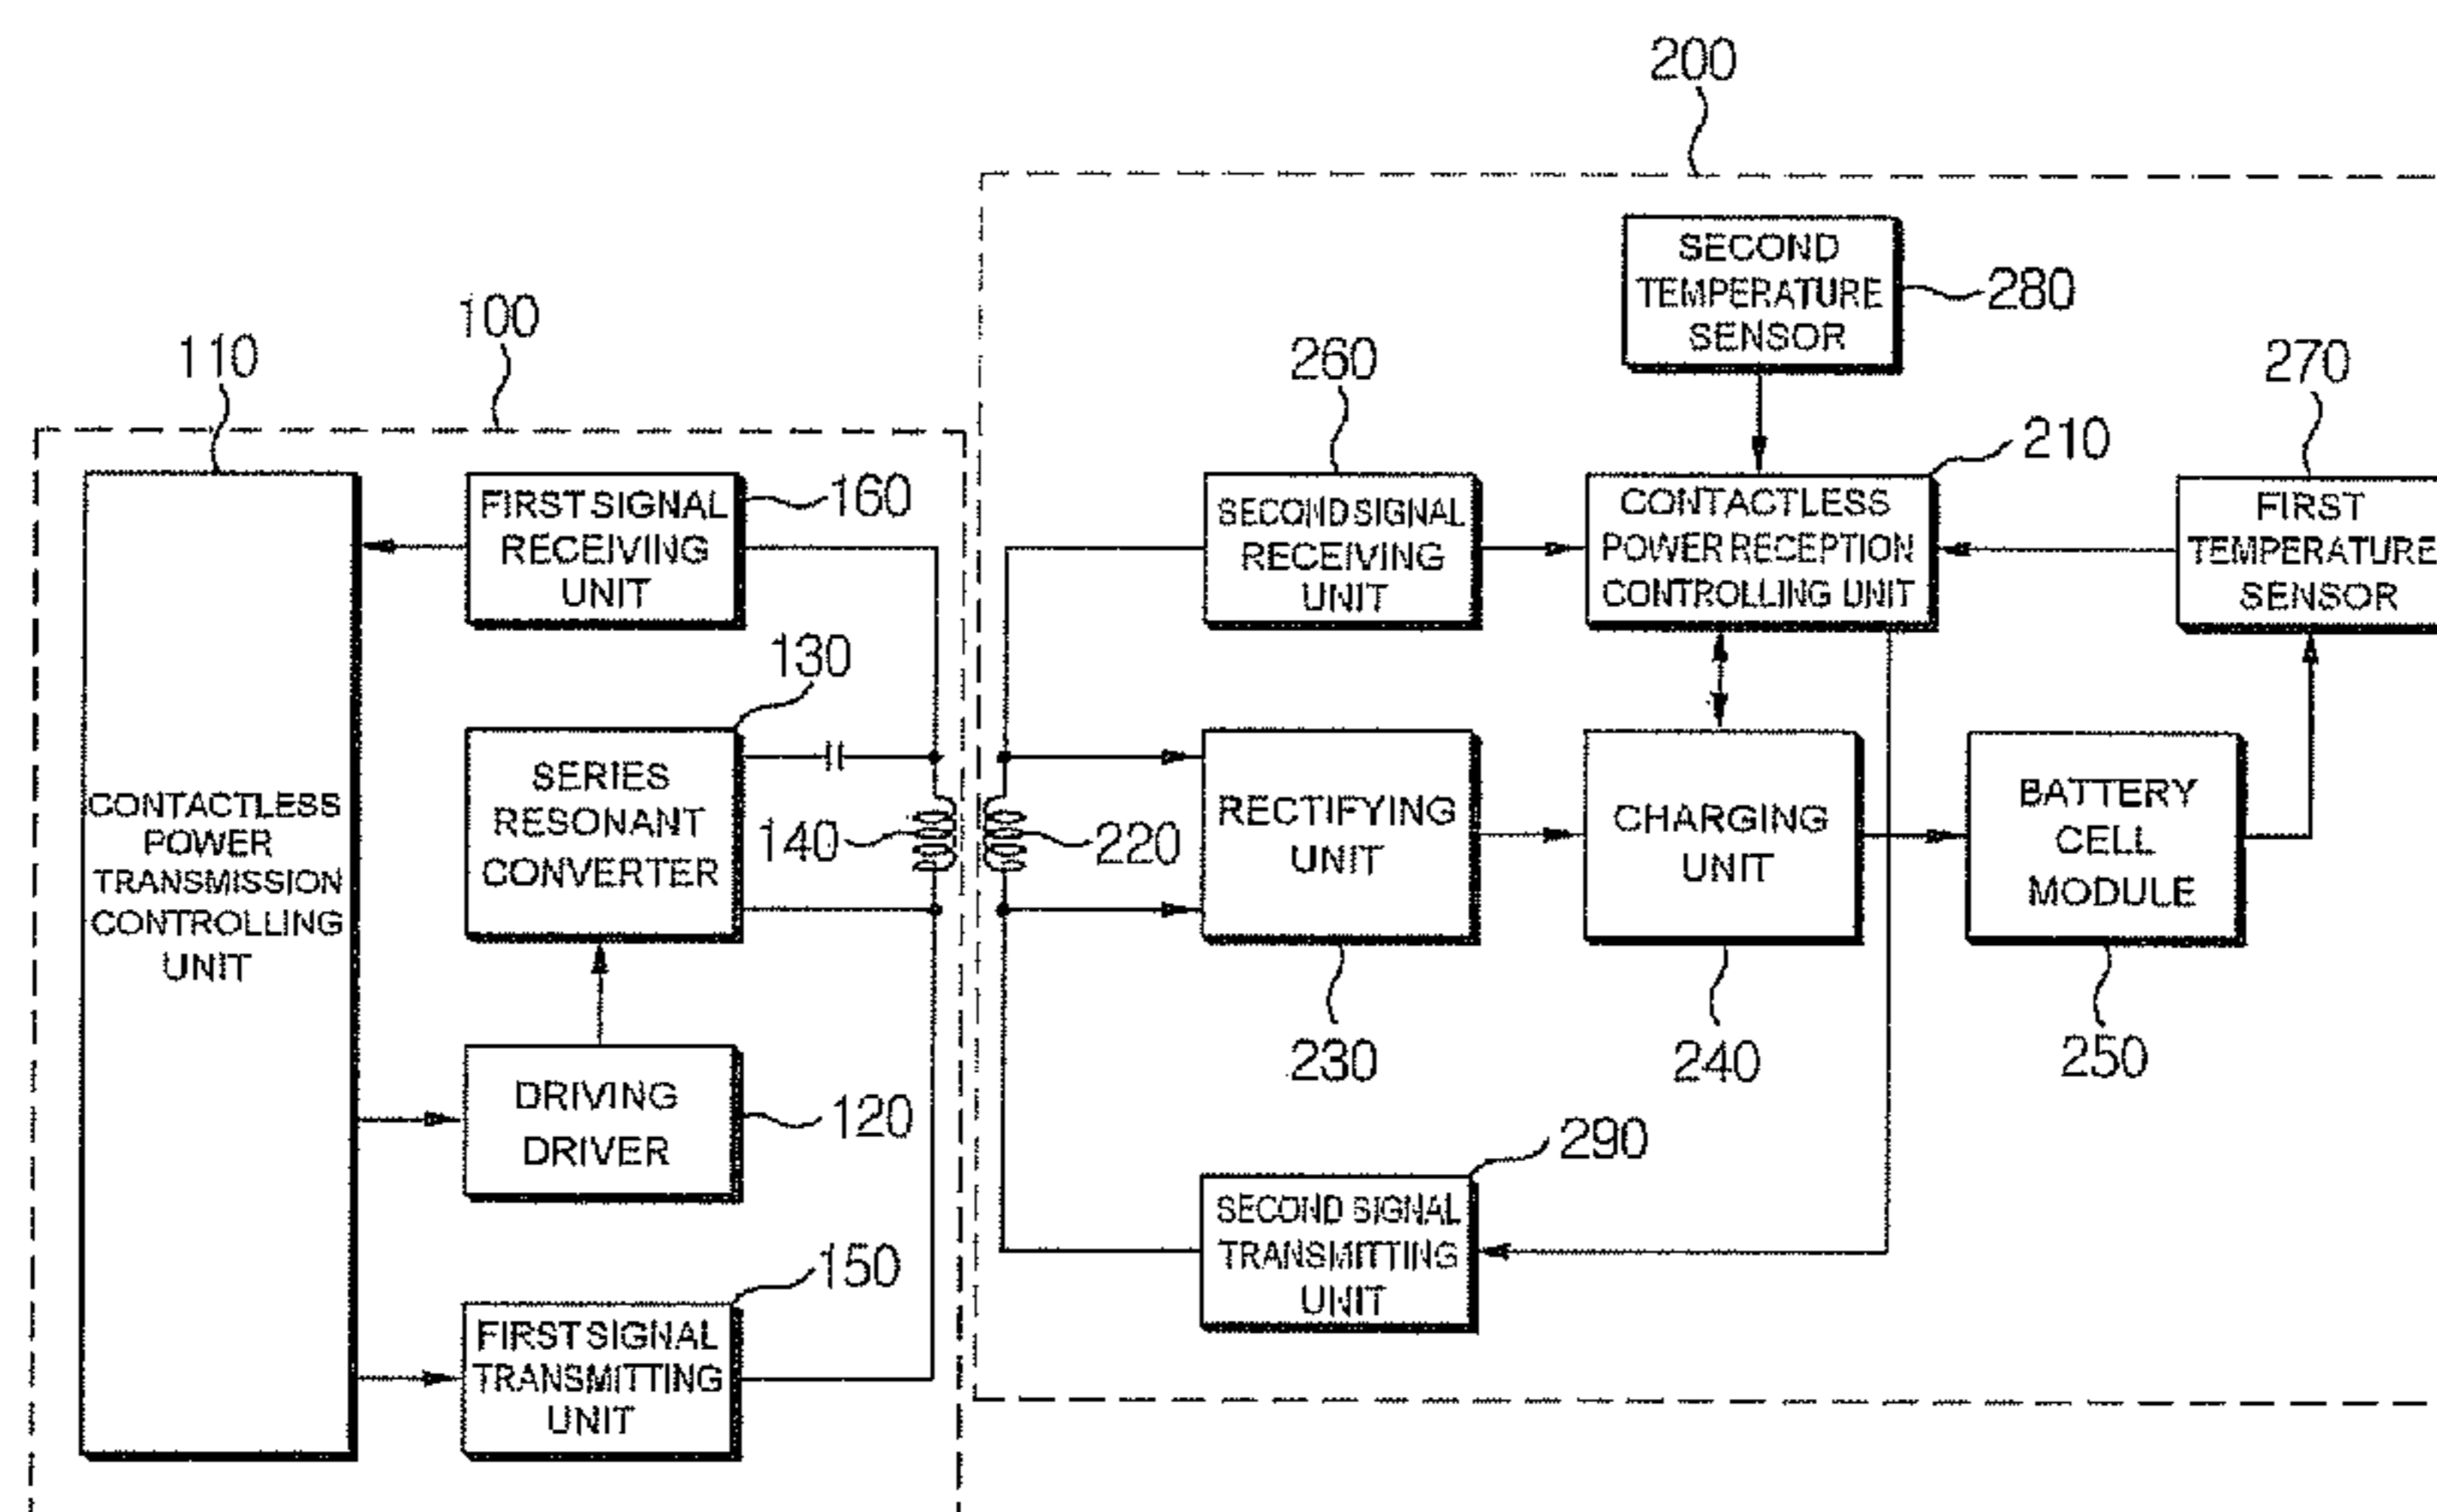 200
SECOND
TEMPERATURE
SENSOR
280
100
110
260
270
210
FIRST SIGNAL
RECEIVING
UNIT
160
SECOND SIGNAL
RECEIVING
UNIT
CONTACTLESS
POWER RECEPTION
CONTROLLING UNIT
FIRST
TEMPERATURE
SENSOR
130
CONTACTLESS
POWER
TRANSMISSION
CONTROLLING
UNIT
SERIES
RESONANT
CONVERTER
140
220
RECTIFYING
UNIT
CHARGING
UNIT
BATTERY
CELL
MODULE
230
240
250
DRIVING
DRIVER
120
290
SECOND SIGNAL
TRANSMITTING
UNIT
150
FIRST SIGNAL
TRANSMITTING
UNIT